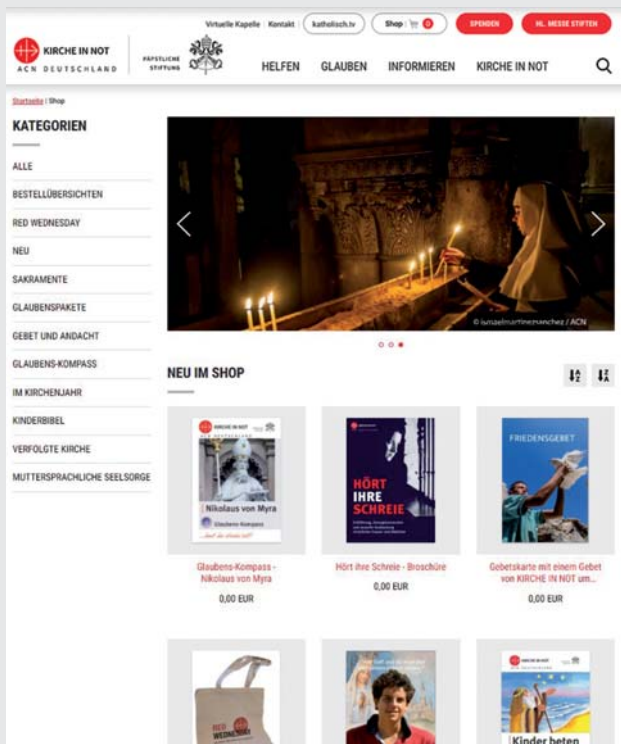 Virtuelle Kapelle | Kontakt
katholisch.tv
Shop | 0
SPENDEN
HL. MESSE STIFTEN
KIRCHE IN NOT
ACN DEUTSCHLAND
PÄPSTLICHE
STIFTUNG
HELFEN
GLAUBEN
INFORMIEREN
KIRCHE IN NOT
Startseite | Shop
KATEGORIEN
ALLE
BESTELLÜBERSICHTEN
RED WEDNESDAY
NEU
SAKRAMENTE
GLAUBENSPAKETE
GEBET UND ANDACHT
GLAUBENS-KOMPASS
IM KIRCHENJAHR
KINDERBIBEL
VERFOLGTE KIRCHE
MUTTERSPRACHLICHE SEELSORGE
© ismaelmartinezsanchez / ACN
NEU IM SHOP
KIRCHE IN NOT
ACN DEUTSCHLAND
Nikolaus von Myra
Glaubens-Kompass
Glaubens-Kompass -
Nikolaus von Myra
0,00 EUR
HÖRT
IHRE
SCHREIE
Hört ihre Schreie - Broschüre
0,00 EUR
FRIEDENSGEBET
Gebetskarte mit einem Gebet
von KIRCHE IN NOT um...
0,00 EUR
RED
WEDNESDAY
KIRCHE IN NOT
Kinder beten